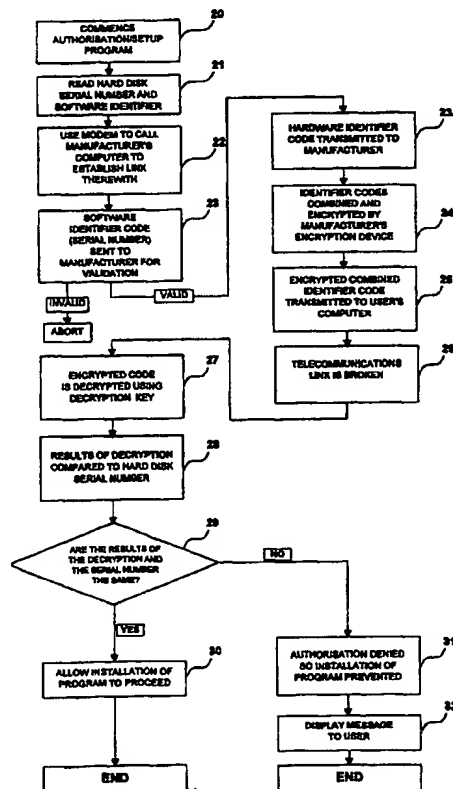 20
COMMENCE
AUTHORISATION/SETUP
PROGRAM
21
READ HARD DISK
SERIAL NUMBER AND
SOFTWARE IDENTIFIER
22
USE MODEM TO CALL
MANUFACTURER'S
COMPUTER TO
ESTABLISH LINK
THEREWITH
23
SOFTWARE
IDENTIFIER CODE
(SERIAL NUMBER)
SENT TO
MANUFACTURER FOR
VALIDATION
INVALID
VALID
ABORT
HARDWARE IDENTIFIER
CODE TRANSMITTED TO
MANUFACTURER
24
IDENTIFIER CODES
COMBINED AND
ENCRYPTED BY
MANUFACTURER'S
ENCRYPTION DEVICE
25
ENCRYPTED COMBINED
IDENTIFIER CODE
TRANSMITTED TO USER'S
COMPUTER
26
TELECOMMUNICATIONS
LINK IS BROKEN
27
ENCRYPTED CODE
IS DECRYPTED USING
DECRYPTION KEY
28
RESULTS OF DECRYPTION
COMPARED TO HARD DISK
SERIAL NUMBER
29
ARE THE RESULTS OF
THE DECRYPTION AND
THE SERIAL NUMBER
THE SAME?
NO
YES
30
ALLOW INSTALLATION OF
PROGRAM TO PROCEED
31
AUTHORISATION DENIED
SO INSTALLATION OF
PROGRAM PREVENTED
DISPLAY MESSAGE
TO USER
END
END